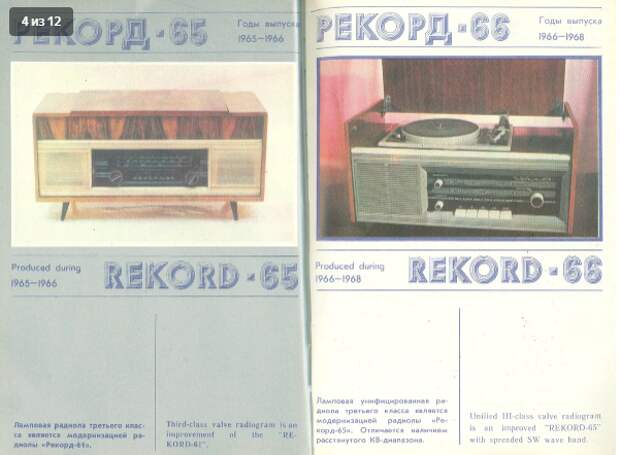 4 из 12
РЕКОРД-65
Годы выпуска
1965—1966
Produced during
1965—1966
REKORD-65
Ламповая радиола третьего клас-
са является модернизацией ра-
диолы «Рекорд-61».
Third-class valve radiogram is an
improvement of the "RE-
KORD-61".
РЕКОРД-66
Годы выпуска
1966—1968
Produced during
1966—1968
REKORD-66
Ламповая унифицированная ра-
диола третьего класса является
модернизацией радиолы «Ре-
корд-65». Отличается наличием
расстянутого КВ-диапазона.
Unified III-class valve radiogram
is an improved "REKORD-65"
with spreaded SW wave band.